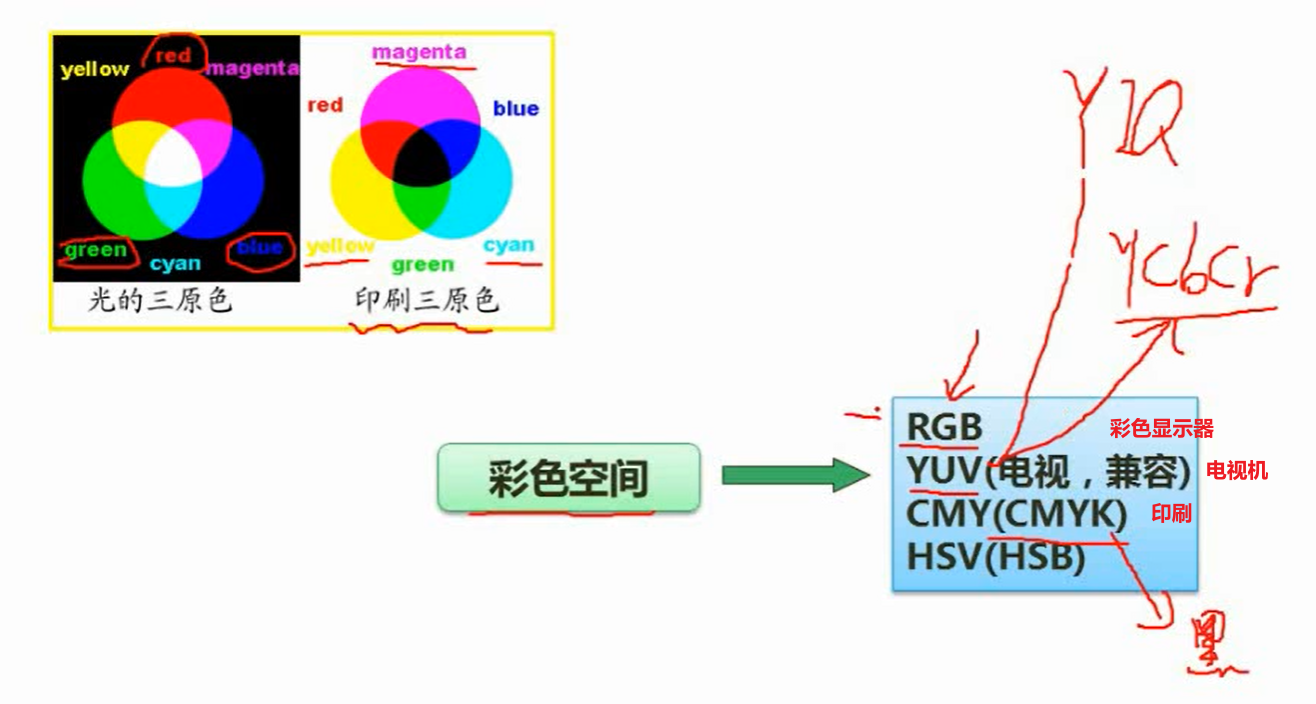 red
yellow
magenta
green
blue
cyan
光的三原色
magenta
red
blue
yellow
cyan
green
印刷三原色
YIQ
YCbCr
彩色空间
RGB 彩色显示器
YUV(电视，兼容) 电视机
CMY(CMYK) 印刷
HSV(HSB)
黑